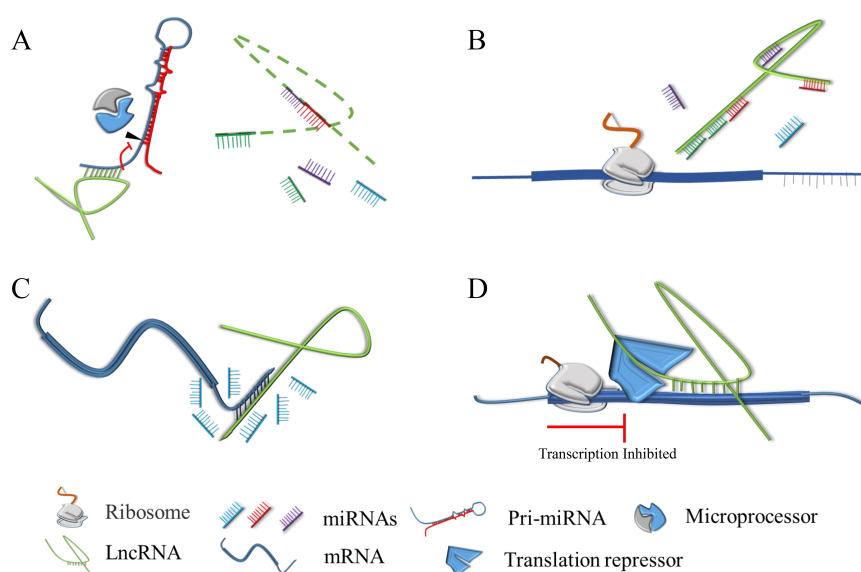 A
B
C
D
Transcription Inhibited
Ribosome
miRNAs
Pri-miRNA
Microprocessor
LncRNA
mRNA
Translation repressor